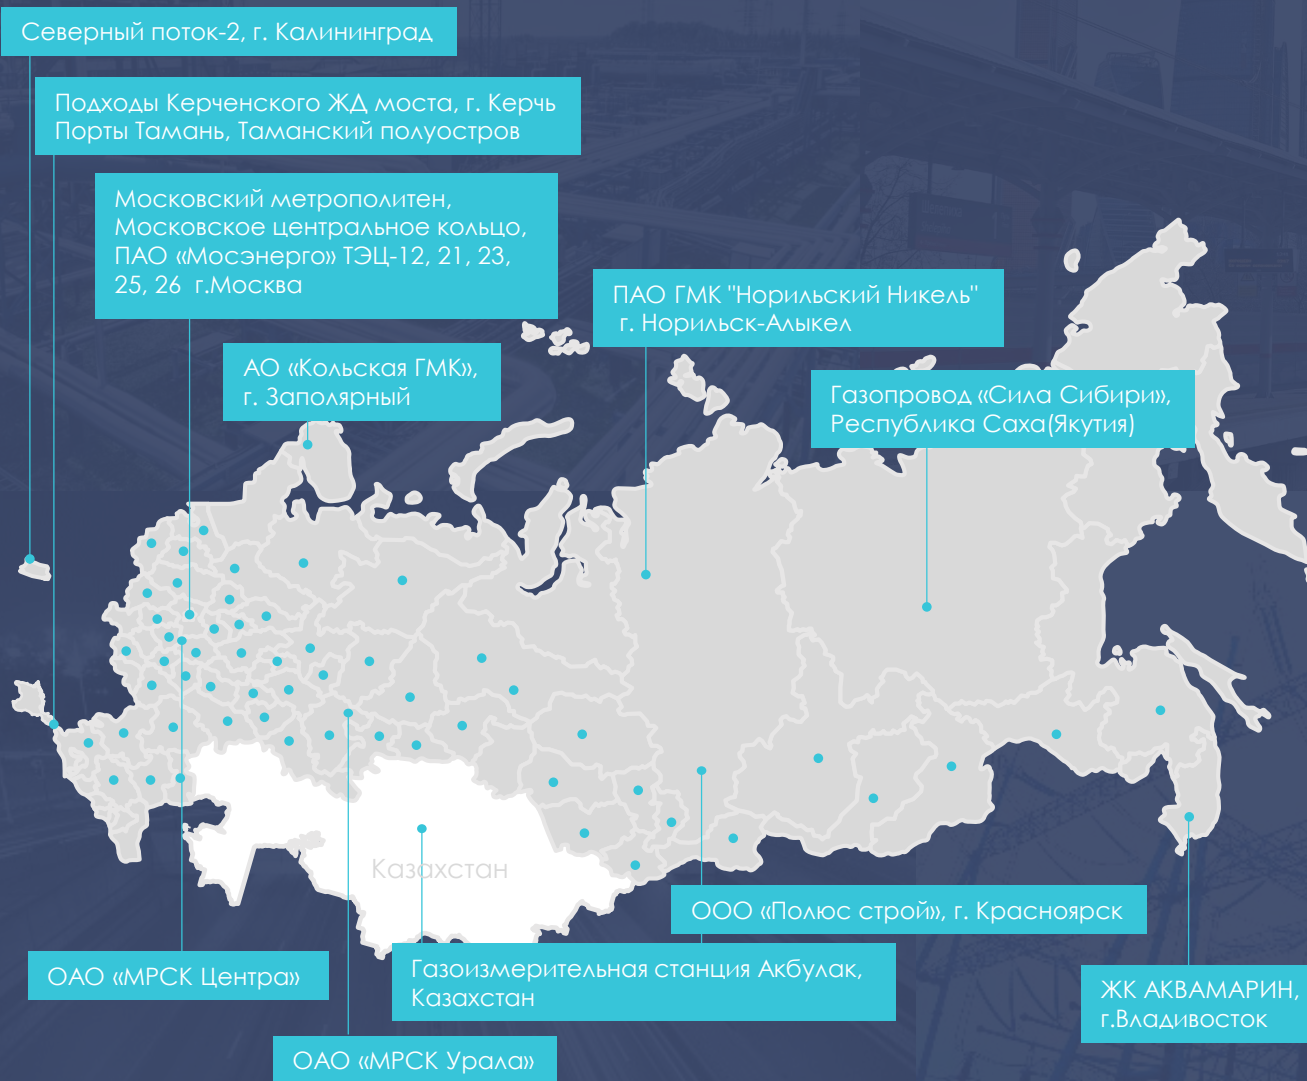 Северный поток-2, г. Калининград
Подходы Керченского ЖД моста, г. Керчь
Порты Тамань, Таманский полуостров
Московский метрополитен,
Московское центральное кольцо,
ПАО «Мосэнерго» ТЭЦ-12, 21, 23,
25, 26 г.Москва
ПАО ГМК "Норильский Никель"
г. Норильск-Алыкел
АО «Кольская ГМК»,
г. Заполярный
Газопровод «Сила Сибири»,
Республика Саха(Якутия)
Казахстан
ООО «Полюс строй», г. Красноярск
ОАО «МРСК Центра»
Газоизмерительная станция Акбулак,
Казахстан
ЖК АКВАМАРИН,
г.Владивосток
ОАО «МРСК Урала»